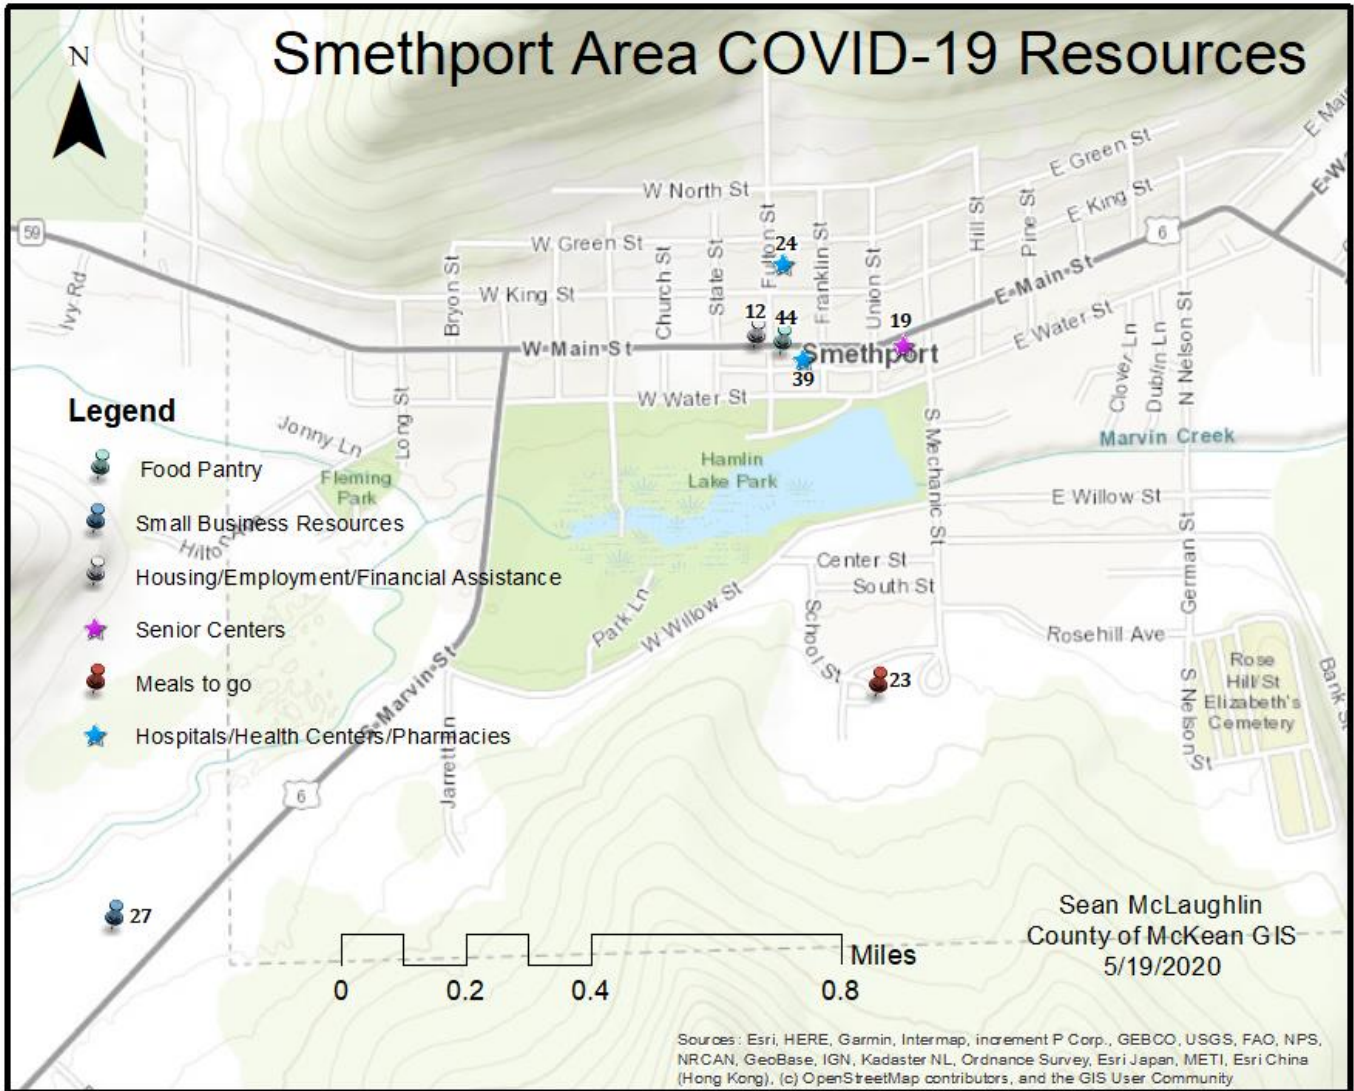 Smethport Area COVID-19 Resources
N
E Main
E-W
E Green St
W North St
E King St
59
6
Fulton St
Hill St
Pine St
24
W Green St
Franklin St
Church St
State St
Union St
Ivy Rd
Bryon St
W King St
E-Main-St
12
44
19
W-Main-St
Smethport
E Water St
39
Clover Ln
Dublin Ln
N Nelson St
W Water St
Legend
Long St
Jonny Ln
S Mechanic St
Marvin Creek
Food Pantry
Fleming
Park
Hamlin
Lake Park
E Willow St
Small Business Resources
Hilton Ave
Center St
German St
Housing/Employment/Financial Assistance
South St
Park Ln
W Willow St
School St
Senior Centers
Rosehill Ave
Meals to go
23
Rose
Hill/St
Elizabeth's
Cemetery
Bank St
S Nelson St
Hospitals/Health Centers/Pharmacies
S-Marvin-St
Jarrett Ln
6
27
Sean McLaughlin
County of McKean GIS
5/19/2020
Miles
0 0.2 0.4 0.8
Sources: Esri, HERE, Garmin, Intermap, increment P Corp., GEBCO, USGS, FAO, NPS,
NRCAN, GeoBase, IGN, Kadaster NL, Ordnance Survey, Esri Japan, METI, Esri China
(Hong Kong), (c) OpenStreetMap contributors, and the GIS User Community